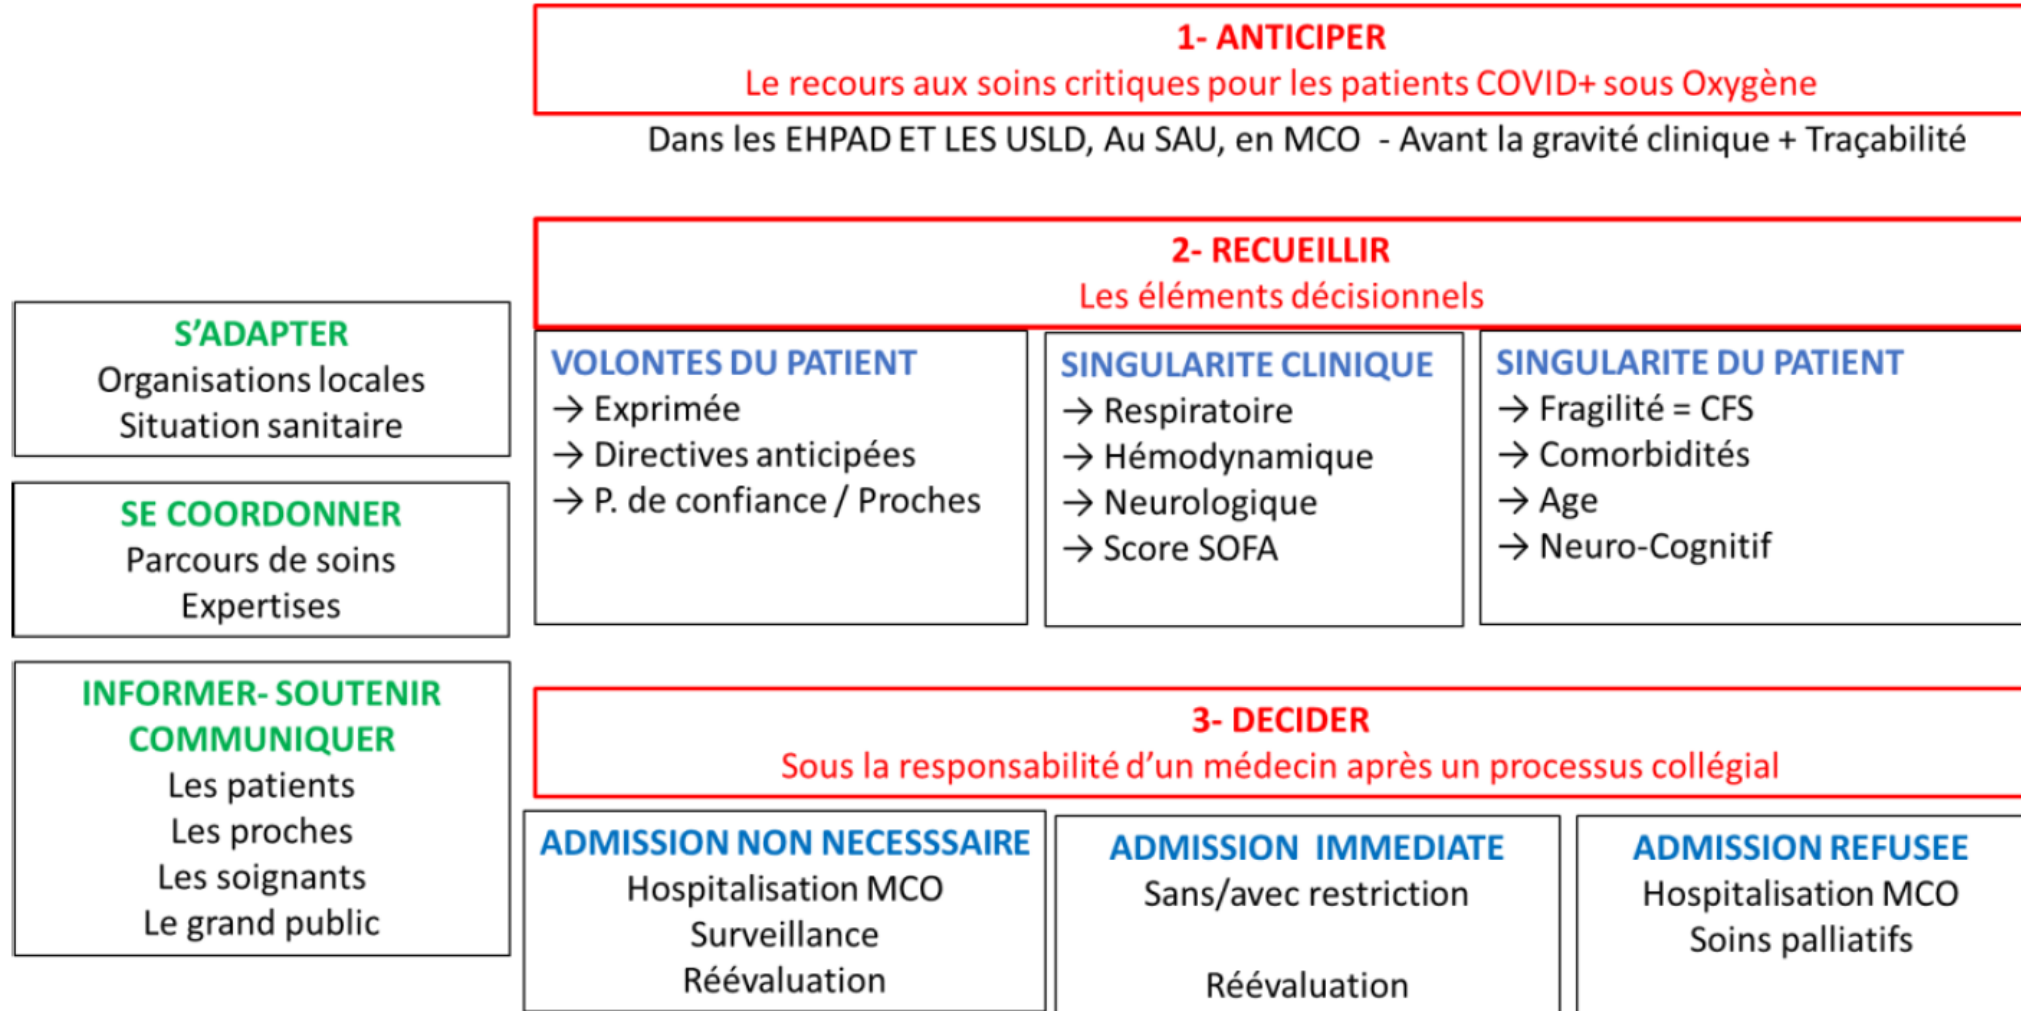 1- ANTICIPER
Le recours aux soins critiques pour les patients COVID+ sous Oxygène
Dans les EHPAD ET LES USLD, Au SAU, en MCO - Avant la gravité clinique + Traçabilité
2- RECUEILLIR
Les éléments décisionnels
S'ADAPTER
Organisations locales
Situation sanitaire
SE COORDONNER
Parcours de soins
Expertises
INFORMER- SOUTENIR
COMMUNIQUER
Les patients
Les proches
Les soignants
Le grand public
VOLONTES DU PATIENT
→ Exprimée
→ Directives anticipées
→ P. de confiance / Proches
SINGULARITE CLINIQUE
→ Respiratoire
→ Hémodynamique
→ Neurologique
→ Score SOFA
SINGULARITE DU PATIENT
→ Fragilité = CFS
→ Comorbidités
→ Age
→ Neuro-Cognitif
3- DECIDER
Sous la responsabilité d'un médecin après un processus collégial
ADMISSION NON NECESSSAIRE
Hospitalisation MCO
Surveillance
Réévaluation
ADMISSION IMMEDIATE
Sans/avec restriction
Réévaluation
ADMISSION REFUSEE
Hospitalisation MCO
Soins palliatifs